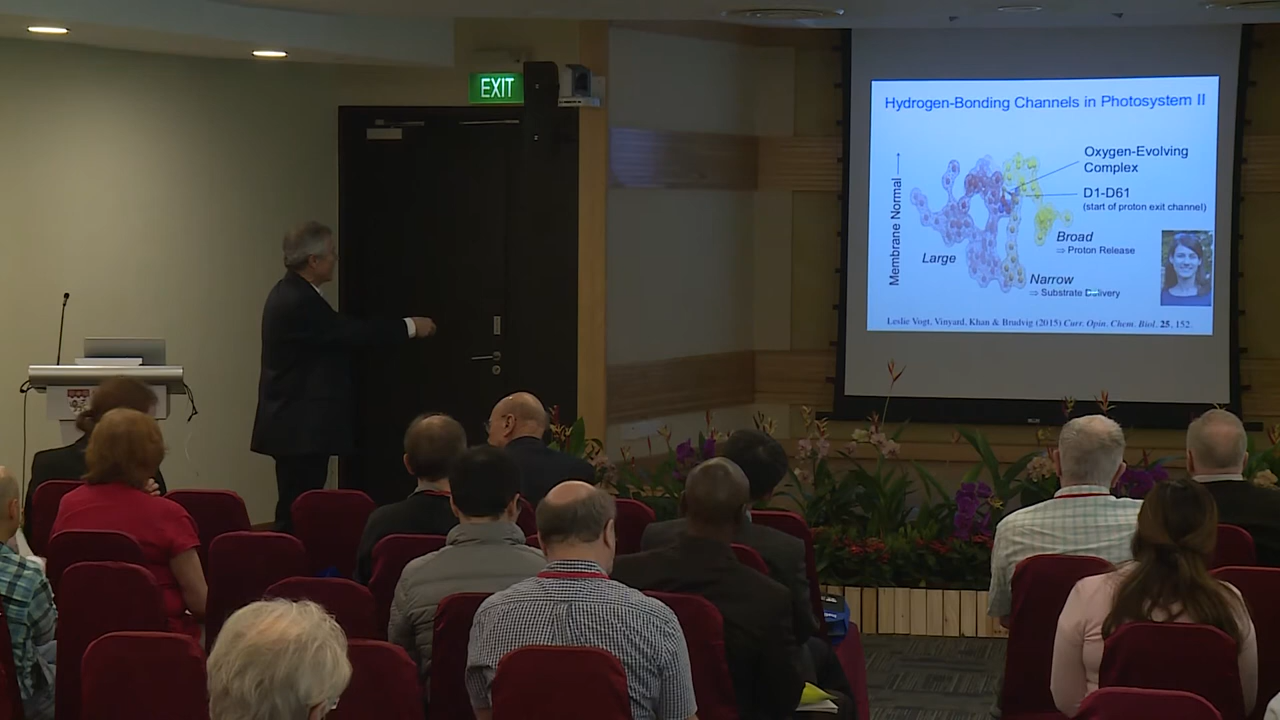 EXIT
Hydrogen-Bonding Channels in Photosystem II
Oxygen-Evolving
Complex
D1-D61
(start of proton exit channel)
Membrane Normal →
Broad
⇒ Proton Release
Large
Narrow
⇒ Substrate Delivery
Leslie Vogt, Vinyard, Khan & Brudvig (2015) Curr. Opin. Chem. Biol. 25, 152.